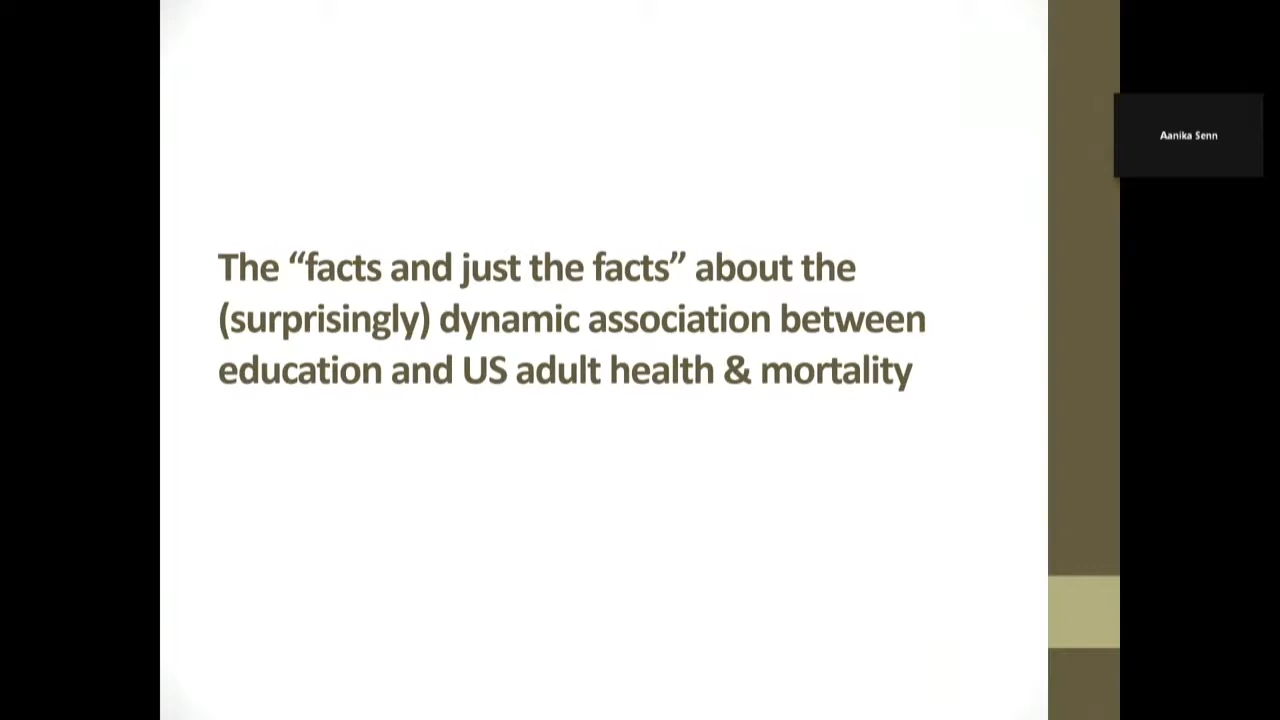 The “facts and just the facts” about the
(surprisingly) dynamic association between
education and US adult health & mortality
Aanika Senn